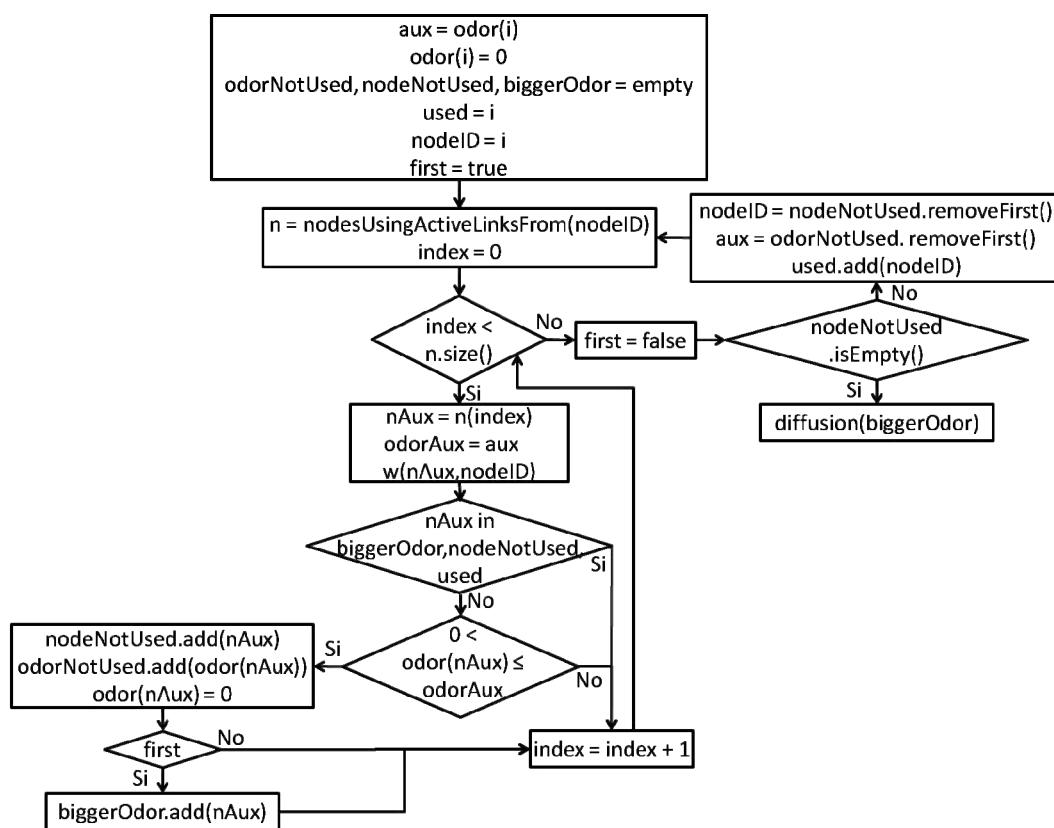 aux = odor(i)
odor(i) = 0
odorNotUsed, nodeNotUsed, biggerOdor = empty
used = i
nodeID = i
first = true
n = nodesUsingActiveLinksFrom(nodeID)
index = 0
nodeID = nodeNotUsed.removeFirst()
aux = odorNotUsed. removeFirst()
used.add(nodeID)
No
index <
n.size()
No
first = false
nodeNotUsed
.isEmpty()
Si
Si
diffusion(biggerOdor)
nAux = n(index)
odorAux = aux
w(nAux,nodeID)
nAux in
biggerOdor,nodeNotUsed,
used
Si
No
0 <
odor(nAux) ≤
odorAux
Si
No
nodeNotUsed.add(nAux)
odorNotUsed.add(odor(nAux))
odor(nAux) = 0
first
No
Si
index = index + 1
biggerOdor.add(nAux)